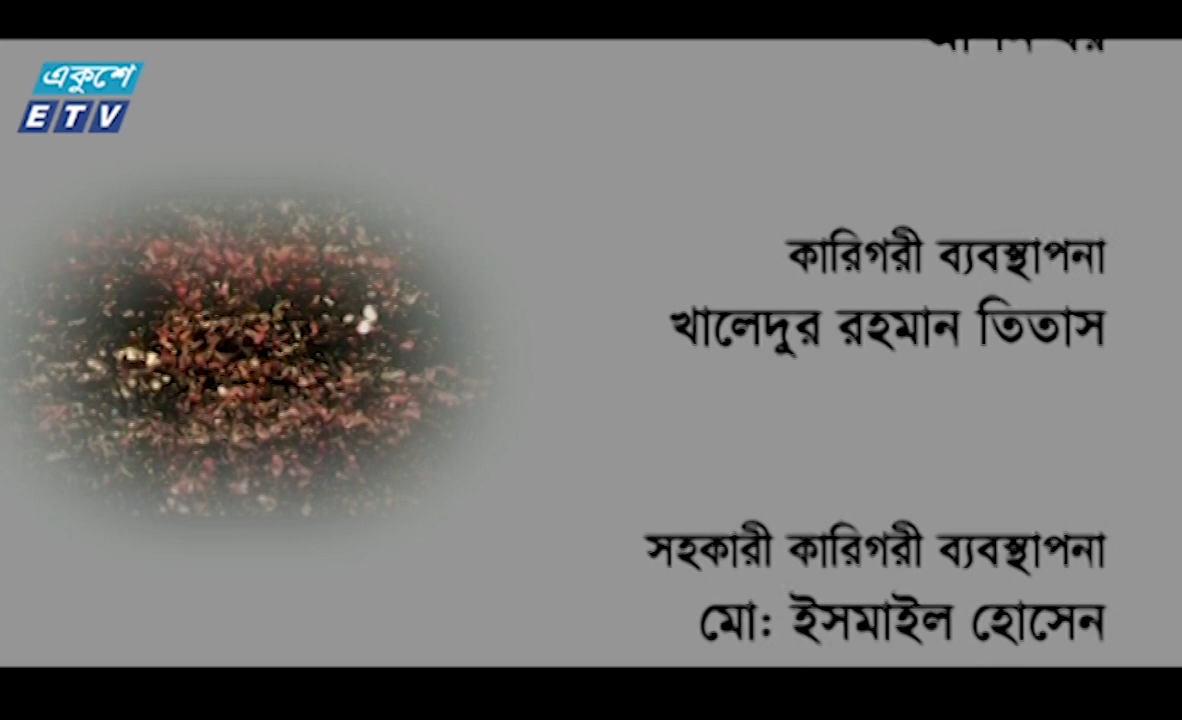 একুশে
ETV
কারিগরী ব্যবস্থাপনা
খালেদুর রহমান তিতাস
সহকারী কারিগরী ব্যবস্থাপনা
মো: ইসমাইল হোসেন